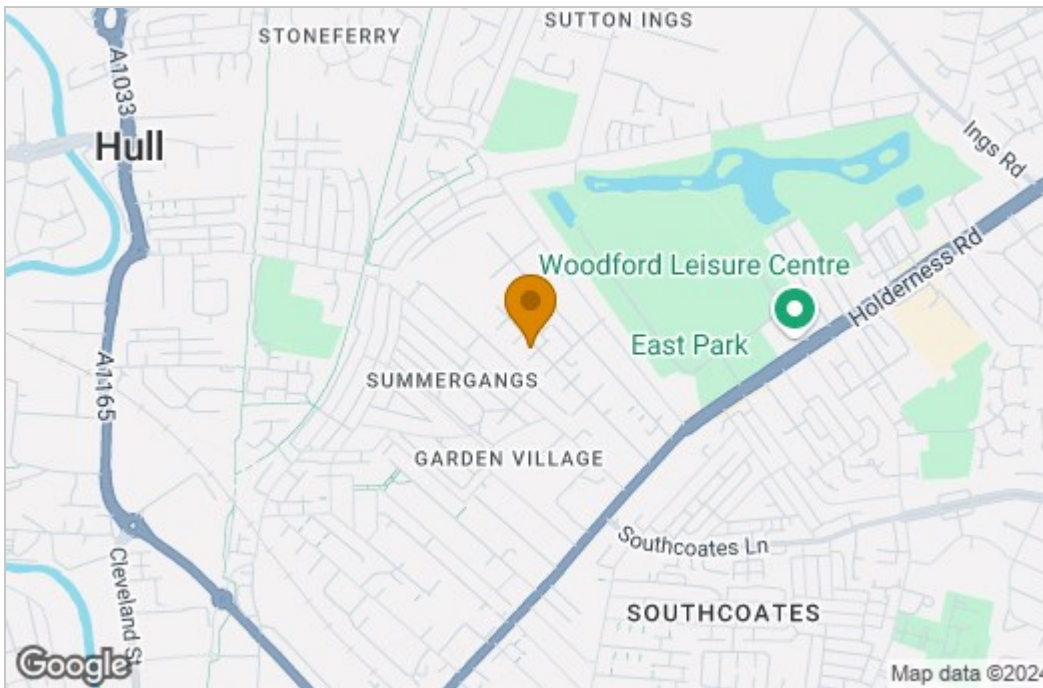 STONEFERRY
SUTTON INGS
A1033
Hull
Ings Rd
Woodford Leisure Centre
Holderness Rd
East Park
A1165
SUMMERGANGS
GARDEN VILLAGE
Southcoates Ln
Cleveland St
SOUTHCOATES
Google
Map data ©2024